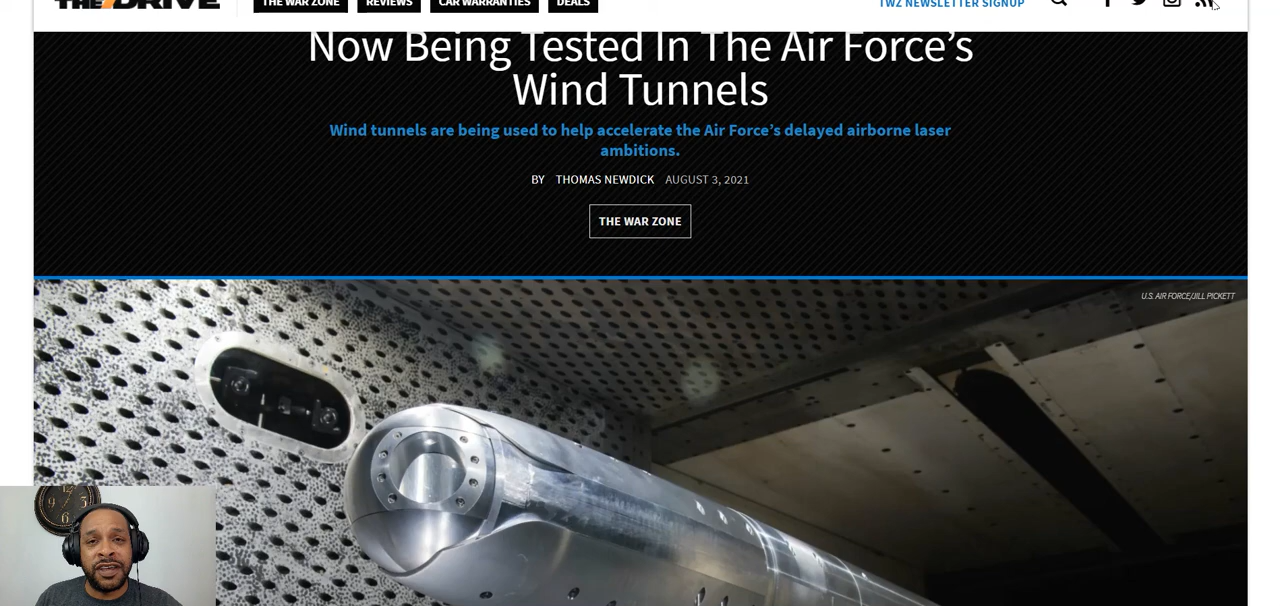 THE DRIVE
THE WAR ZONE REVIEWS CAR WARRANTIES DEALS
TWZ NEWSLETTER SIGNUP
Now Being Tested In The Air Force’s
Wind Tunnels
Wind tunnels are being used to help accelerate the Air Force’s delayed airborne laser
ambitions.
BY THOMAS NEWDICK AUGUST 3, 2021
THE WAR ZONE
U.S. AIR FORCE/JILL PICKETT